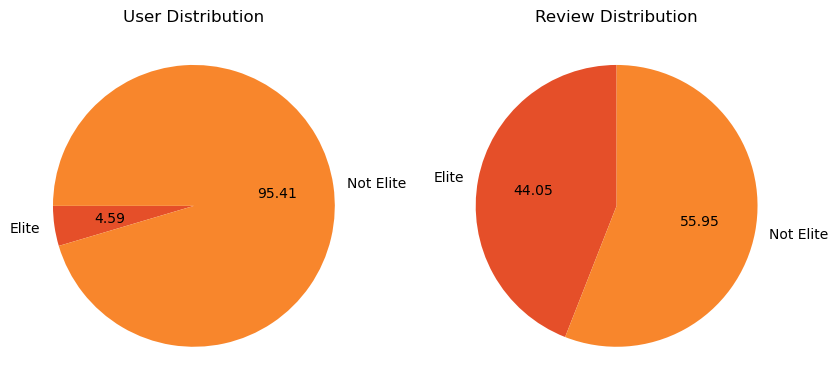 User Distribution
95.41
Not Elite
4.59
Elite
Review Distribution
Elite
44.05
55.95
Not Elite